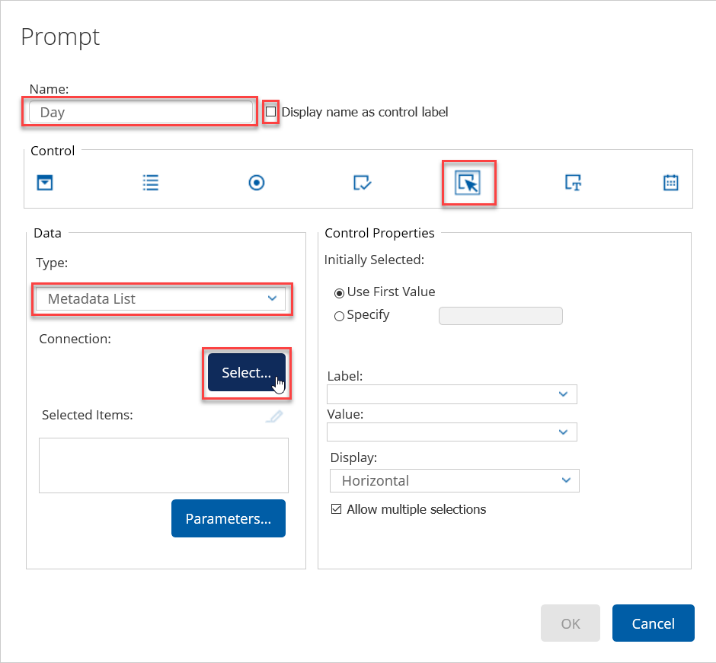 Prompt
Name:
Day
Display name as control label
Control
Data
Type:
Metadata List
Connection:
Select...
Selected Items:
Parameters...
Control Properties
Initially Selected:
Use First Value
Specify
Label:
Value:
Display:
Horizontal
Allow multiple selections
OK
Cancel